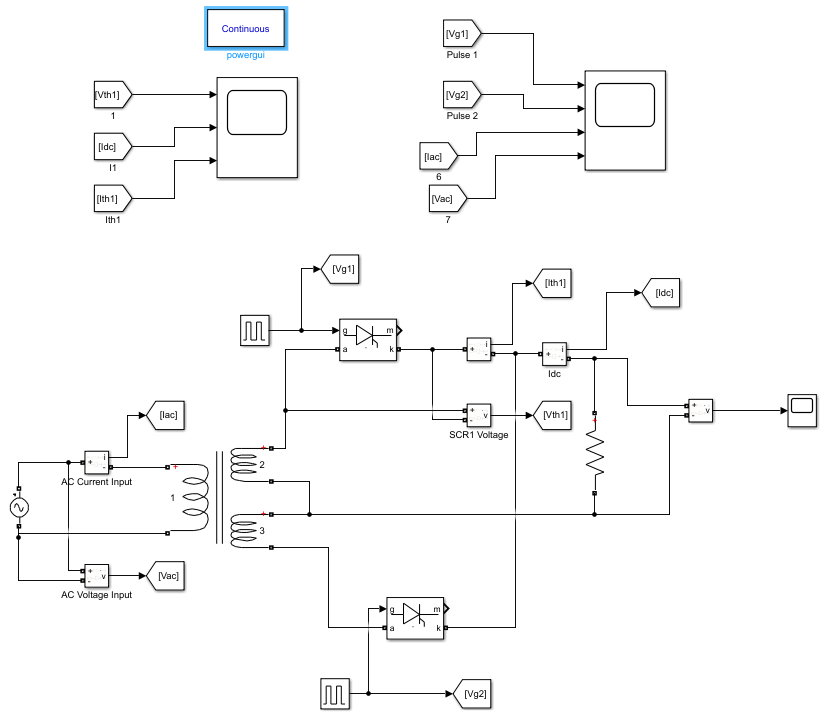 Continuous
powergui
[Vth1]
1
[Idc]
I1
[Ith1]
Ith1
[Vg1]
Pulse 1
[Vg2]
Pulse 2
[Iac]
6
[Vac]
7
[Vg1]
[Ith1]
[Idc]
g m
a k
+ i
-
+ i
-
Idc
+ v
-
SCR1 Voltage
[Vth1]
+ v
-
+
[Iac]
+ i
-
AC Current Input
+
1
+
2
+
3
+ v
-
AC Voltage Input
[Vac]
g m
a k
[Vg2]